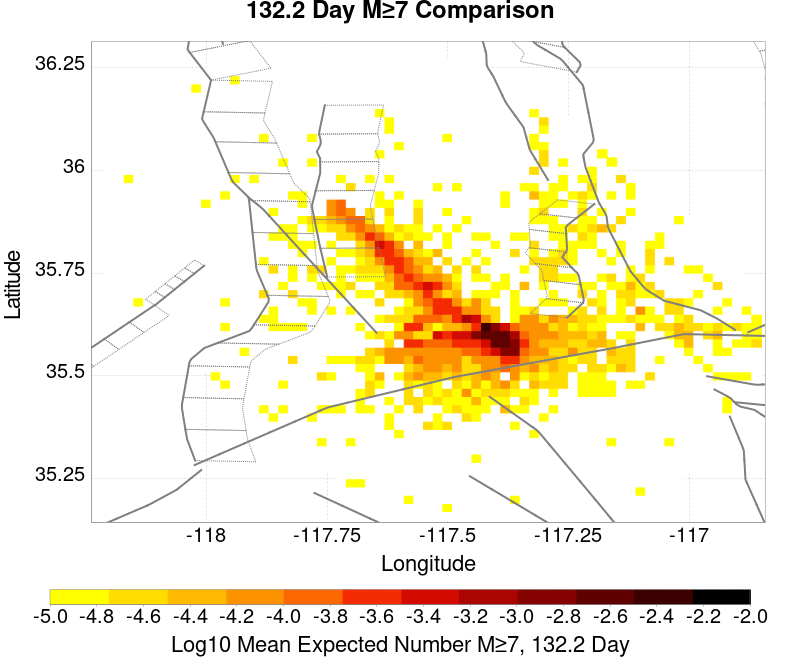 132.2 Day M≥7 Comparison
36.25
36
35.75
35.5
35.25
Latitude
-118
-117.75
-117.5
-117.25
-117
Longitude
-5.0 -4.8 -4.6 -4.4 -4.2 -4.0 -3.8 -3.6 -3.4 -3.2 -3.0 -2.8 -2.6 -2.4 -2.2 -2.0
Log10 Mean Expected Number M≥7, 132.2 Day